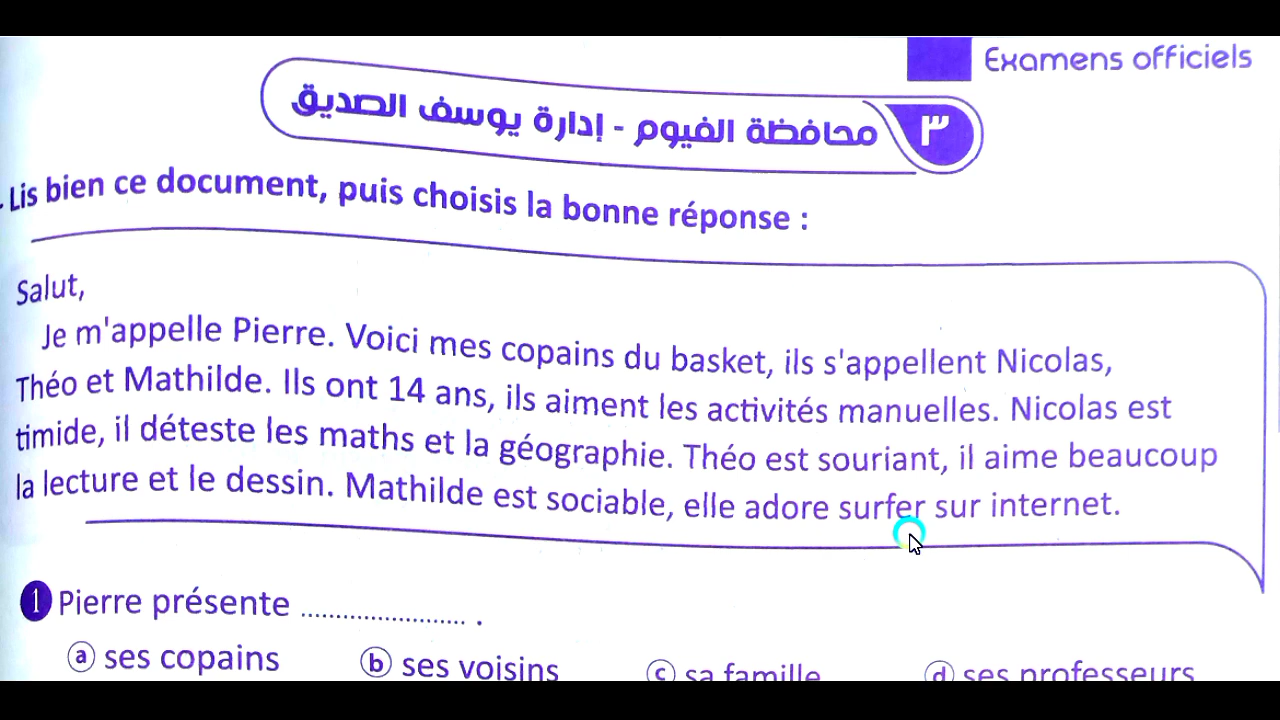 Examens officiels
٣ محافظة الفيوم - إدارة يوسف الصديق
Lis bien ce document, puis choisis la bonne réponse :
Salut,
Je m'appelle Pierre. Voici mes copains du basket, ils s'appellent Nicolas,
Théo et Mathilde. Ils ont 14 ans, ils aiment les activités manuelles. Nicolas est
timide, il déteste les maths et la géographie. Théo est souriant, il aime beaucoup
la lecture et le dessin. Mathilde est sociable, elle adore surfer sur internet.
1 Pierre présente ........................ .
a ses copains b ses voisins c sa famille d ses professeurs